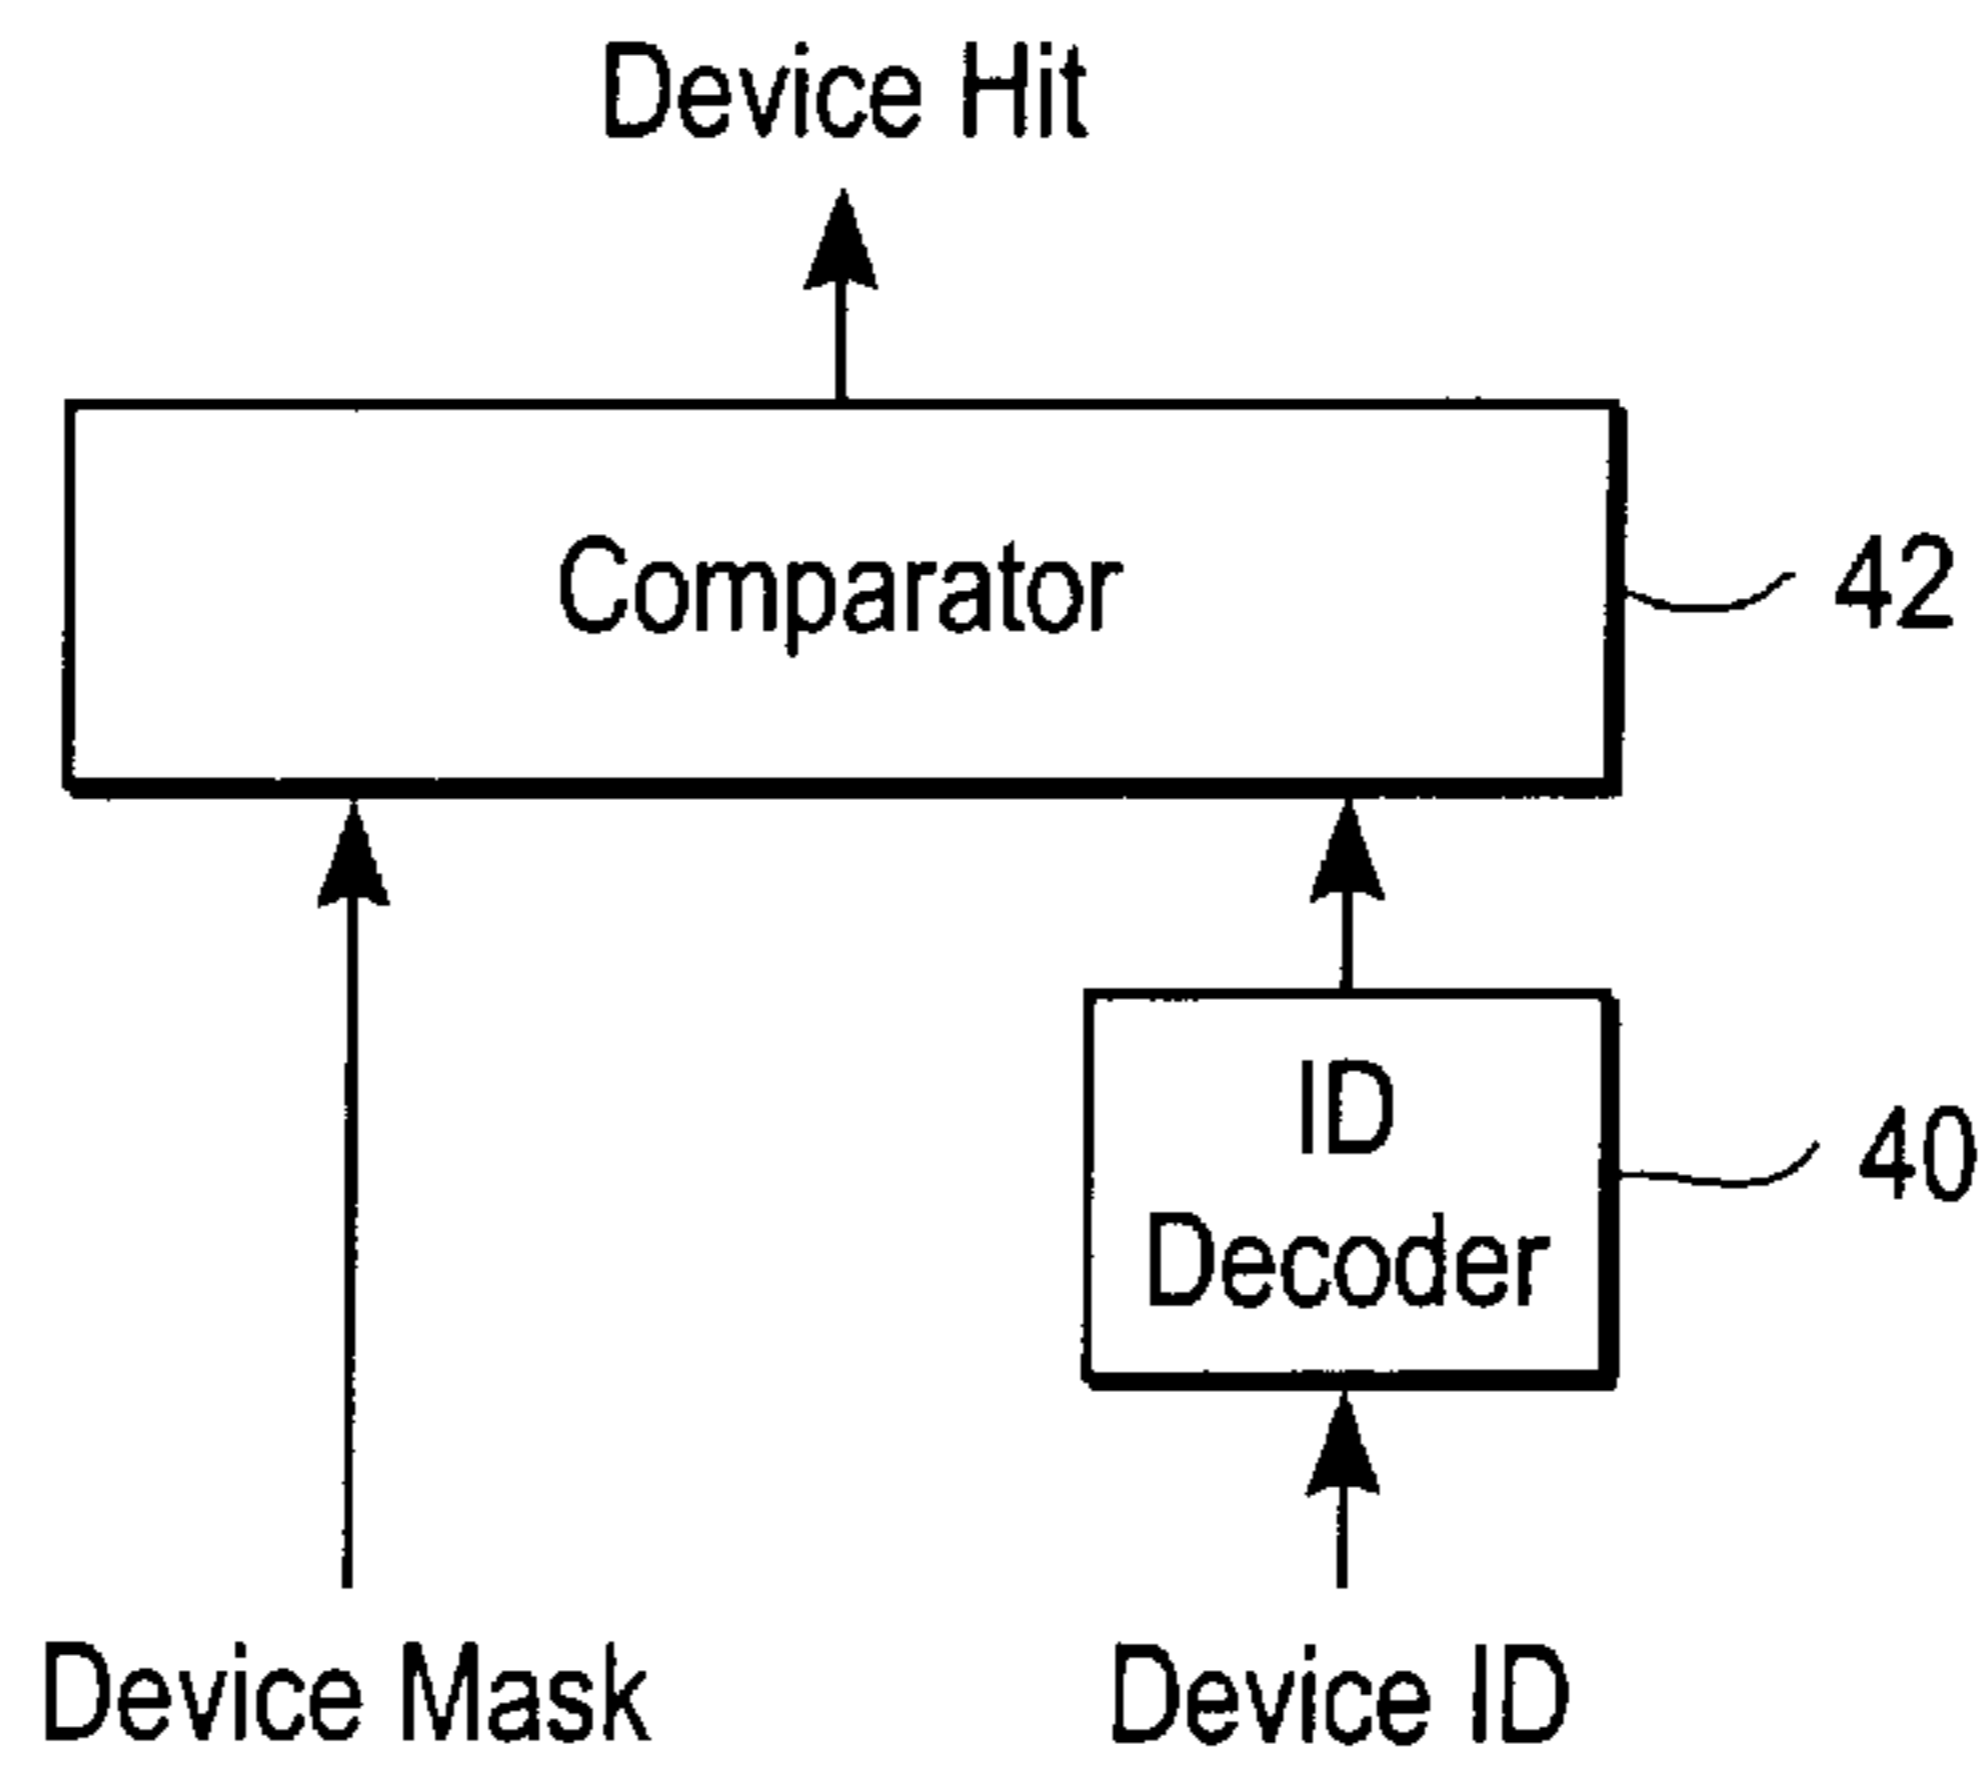 Device Hit
Comparator
42
ID
Decoder
40
Device Mask
Device ID